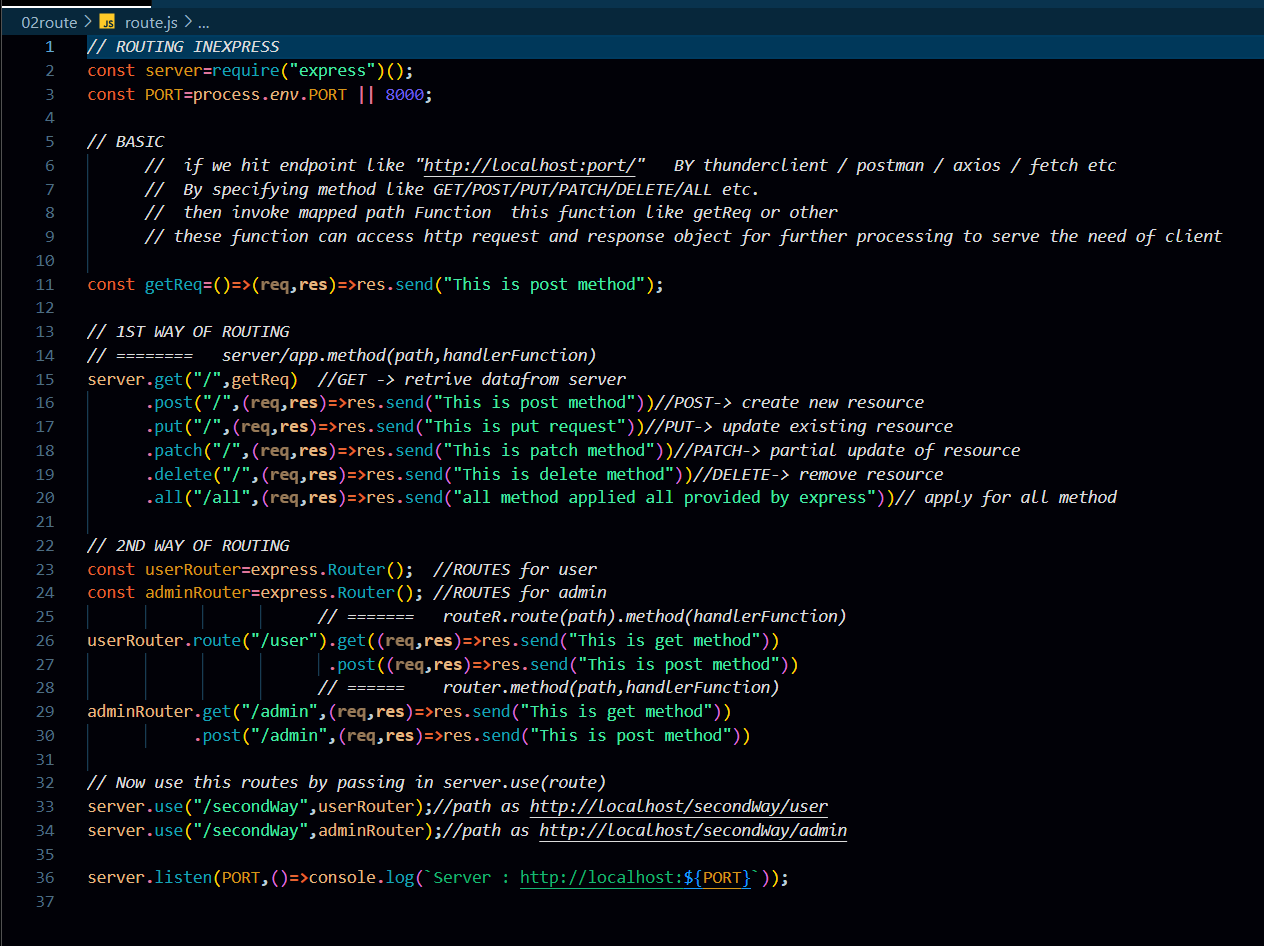 02route > JS route.js > ...
1 // ROUTING INEXPRESS
2 const server=require("express")();
3 const PORT=process.env.PORT || 8000;
4
5 // BASIC
6 // if we hit endpoint like "http://localhost:port/" BY thunderclient / postman / axios / fetch etc
7 // By specifying method like GET/POST/PUT/PATCH/DELETE/ALL etc.
8 // then invoke mapped path Function this function like getReq or other
9 // these function can access http request and response object for further processing to serve the need of client
10
11 const getReq=()=>(req,res)=>res.send("This is post method");
12
13 // 1ST WAY OF ROUTING
14 // ======== server/app.method(path,handlerFunction)
15 server.get("/",getReq) //GET -> retrive datafrom server
16 .post("/",(req,res)=>res.send("This is post method"))//POST-> create new resource
17 .put("/",(req,res)=>res.send("This is put request"))//PUT-> update existing resource
18 .patch("/",(req,res)=>res.send("This is patch method"))//PATCH-> partial update of resource
19 .delete("/",(req,res)=>res.send("This is delete method"))//DELETE-> remove resource
20 .all("/all",(req,res)=>res.send("all method applied all provided by express"))// apply for all method
21
22 // 2ND WAY OF ROUTING
23 const userRouter=express.Router(); //ROUTES for user
24 const adminRouter=express.Router(); //ROUTES for admin
25 // ======= routeR.route(path).method(handlerFunction)
26 userRouter.route("/user").get((req,res)=>res.send("This is get method"))
27 .post((req,res)=>res.send("This is post method"))
28 // ====== router.method(path,handlerFunction)
29 adminRouter.get("/admin",(req,res)=>res.send("This is get method"))
30 .post("/admin",(req,res)=>res.send("This is post method"))
31
32 // Now use this routes by passing in server.use(route)
33 server.use("/secondWay",userRouter);//path as http://localhost/secondWay/user
34 server.use("/secondWay",adminRouter);//path as http://localhost/secondWay/admin
35
36 server.listen(PORT,()=>console.log(`Server : http://localhost:${PORT}`));
37